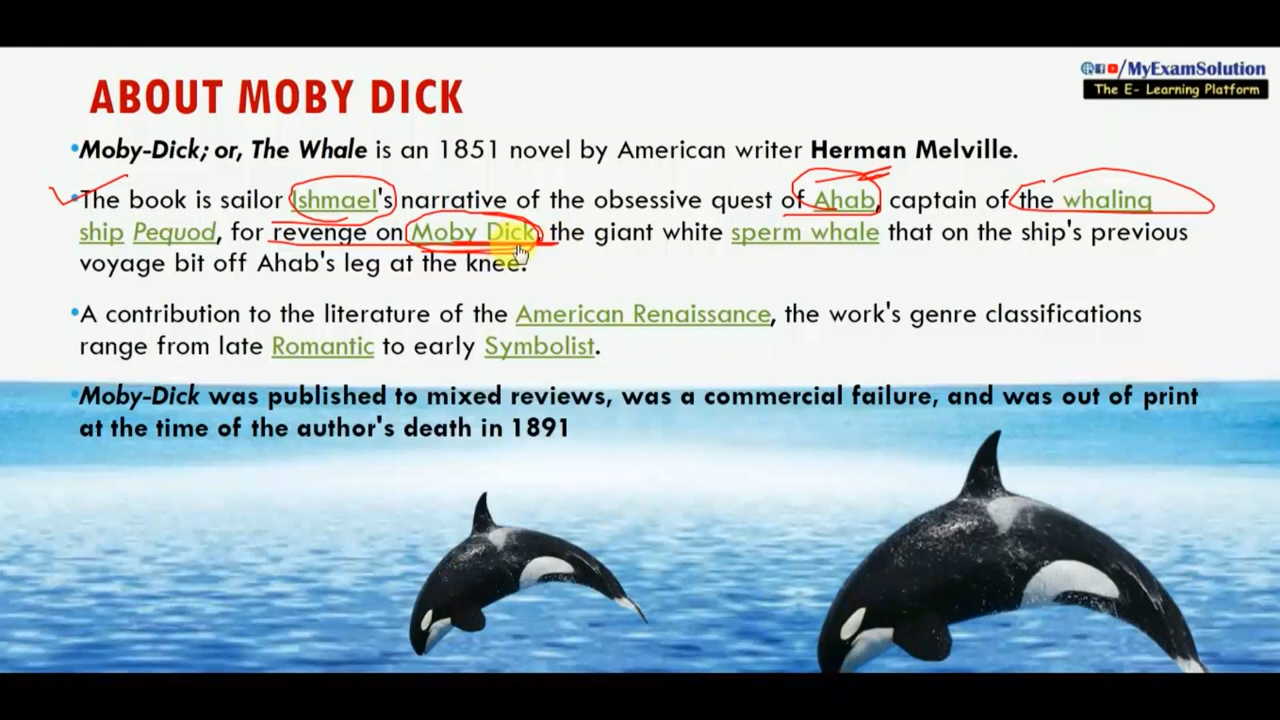 /MyExamSolution
The E- Learning Platform
ABOUT MOBY DICK
•Moby-Dick; or, The Whale is an 1851 novel by American writer Herman Melville.
•The book is sailor Ishmael's narrative of the obsessive quest of Ahab, captain of the whaling
ship Pequod, for revenge on Moby Dick, the giant white sperm whale that on the ship's previous
voyage bit off Ahab's leg at the knee.
•A contribution to the literature of the American Renaissance, the work's genre classifications
range from late Romantic to early Symbolist.
•Moby-Dick was published to mixed reviews, was a commercial failure, and was out of print
at the time of the author's death in 1891